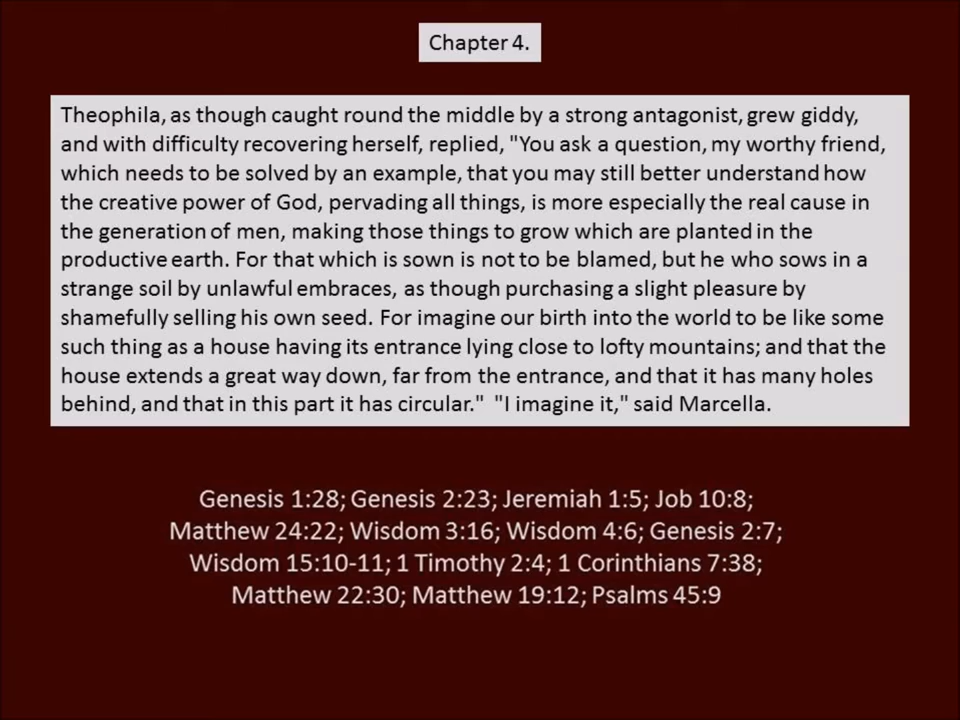 Chapter 4.
Theophila, as though caught round the middle by a strong antagonist, grew giddy,
and with difficulty recovering herself, replied, "You ask a question, my worthy friend,
which needs to be solved by an example, that you may still better understand how
the creative power of God, pervading all things, is more especially the real cause in
the generation of men, making those things to grow which are planted in the
productive earth. For that which is sown is not to be blamed, but he who sows in a
strange soil by unlawful embraces, as though purchasing a slight pleasure by
shamefully selling his own seed. For imagine our birth into the world to be like some
such thing as a house having its entrance lying close to lofty mountains; and that the
house extends a great way down, far from the entrance, and that it has many holes
behind, and that in this part it has circular." "I imagine it," said Marcella.
Genesis 1:28; Genesis 2:23; Jeremiah 1:5; Job 10:8;
Matthew 24:22; Wisdom 3:16; Wisdom 4:6; Genesis 2:7;
Wisdom 15:10-11; 1 Timothy 2:4; 1 Corinthians 7:38;
Matthew 22:30; Matthew 19:12; Psalms 45:9